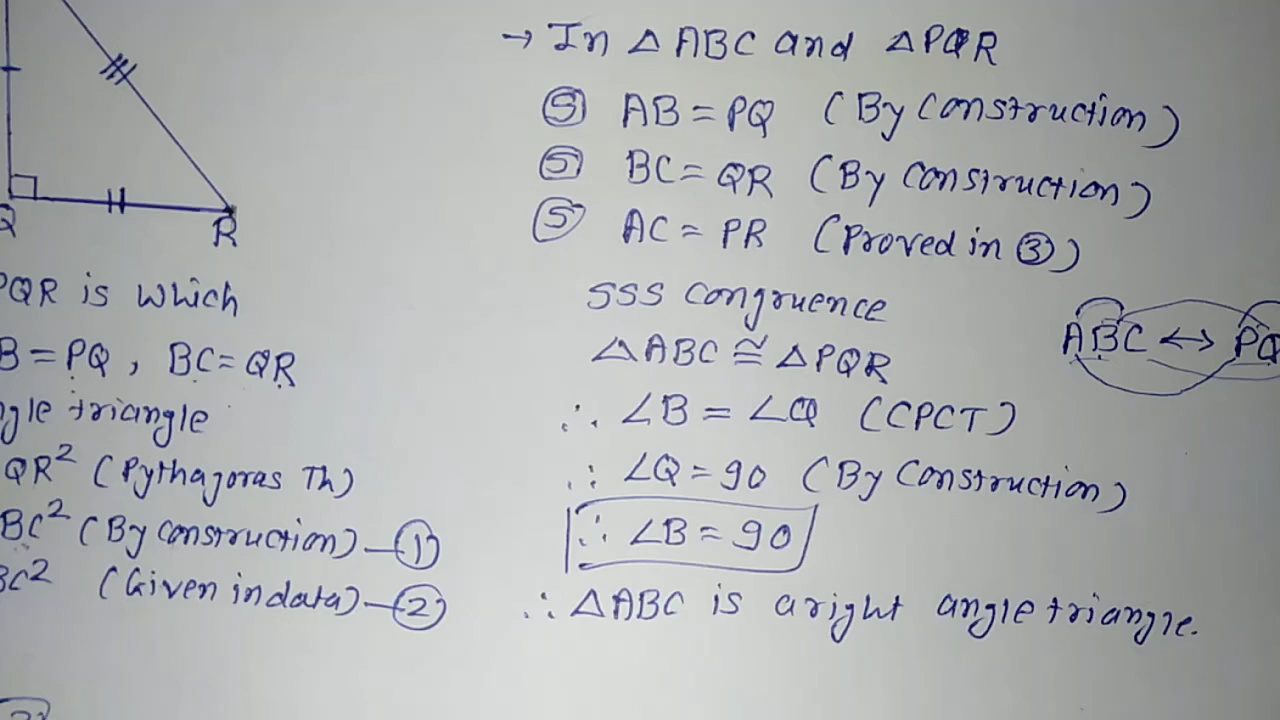 Q
R
PQR is which
B = PQ , BC = QR
ngle triangle
QR² (Pythagoras Th)
BC² (By construction) — ①
BC² (Given in data) — ②
→ In △ ABC and △ PQR
Ⓢ AB = PQ (By construction)
Ⓢ BC = QR (By construction)
Ⓢ AC = PR (Proved in ③)
SSS congruence
△ABC ≅ △PQR
∴ ∠B = ∠Q (CPCT)
∴ ∠Q = 90 (By construction)
∴ ∠B = 90
∴ △ABC is a right angle triangle.
ABC ↔ PQ